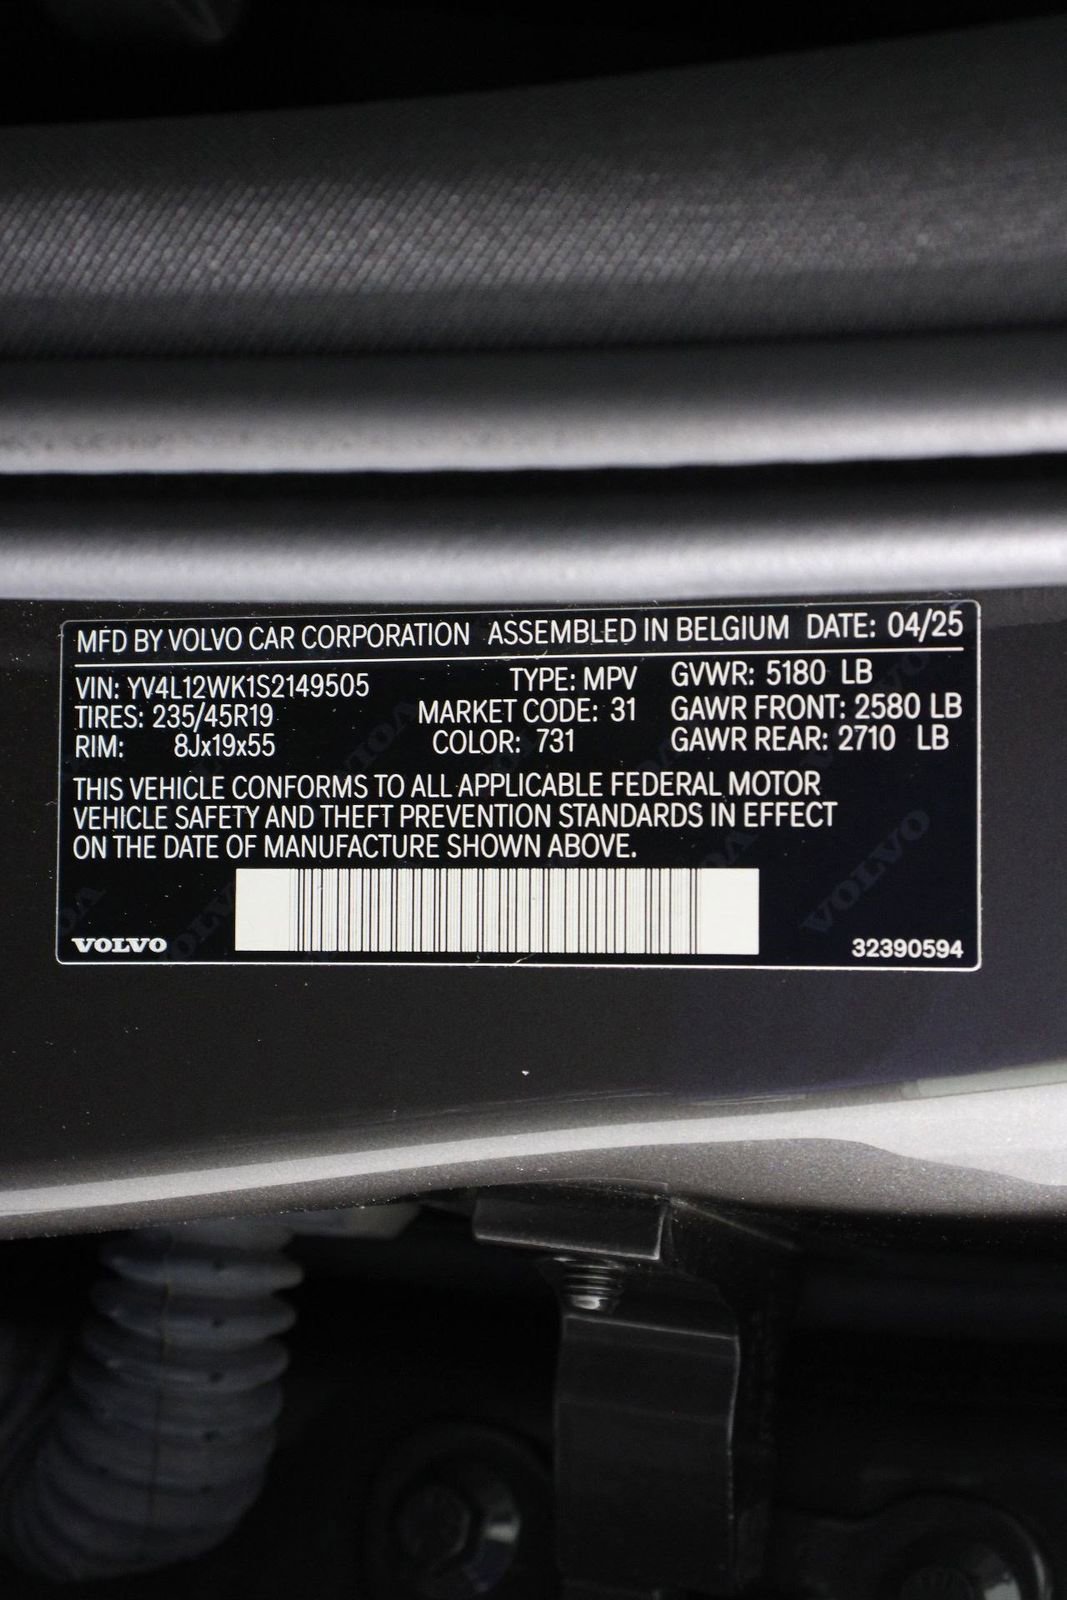 MFD BY VOLVO CAR CORPORATION ASSEMBLED IN BELGIUM DATE: 04/25
VIN: YV4L12WK1S2149505 TYPE: MPV GVWR: 5180 LB
TIRES: 235/45R19 MARKET CODE: 31 GAWR FRONT: 2580 LB
RIM: 8Jx19x55 COLOR: 731 GAWR REAR: 2710 LB
THIS VEHICLE CONFORMS TO ALL APPLICABLE FEDERAL MOTOR
VEHICLE SAFETY AND THEFT PREVENTION STANDARDS IN EFFECT
ON THE DATE OF MANUFACTURE SHOWN ABOVE.
VOLVO 32390594